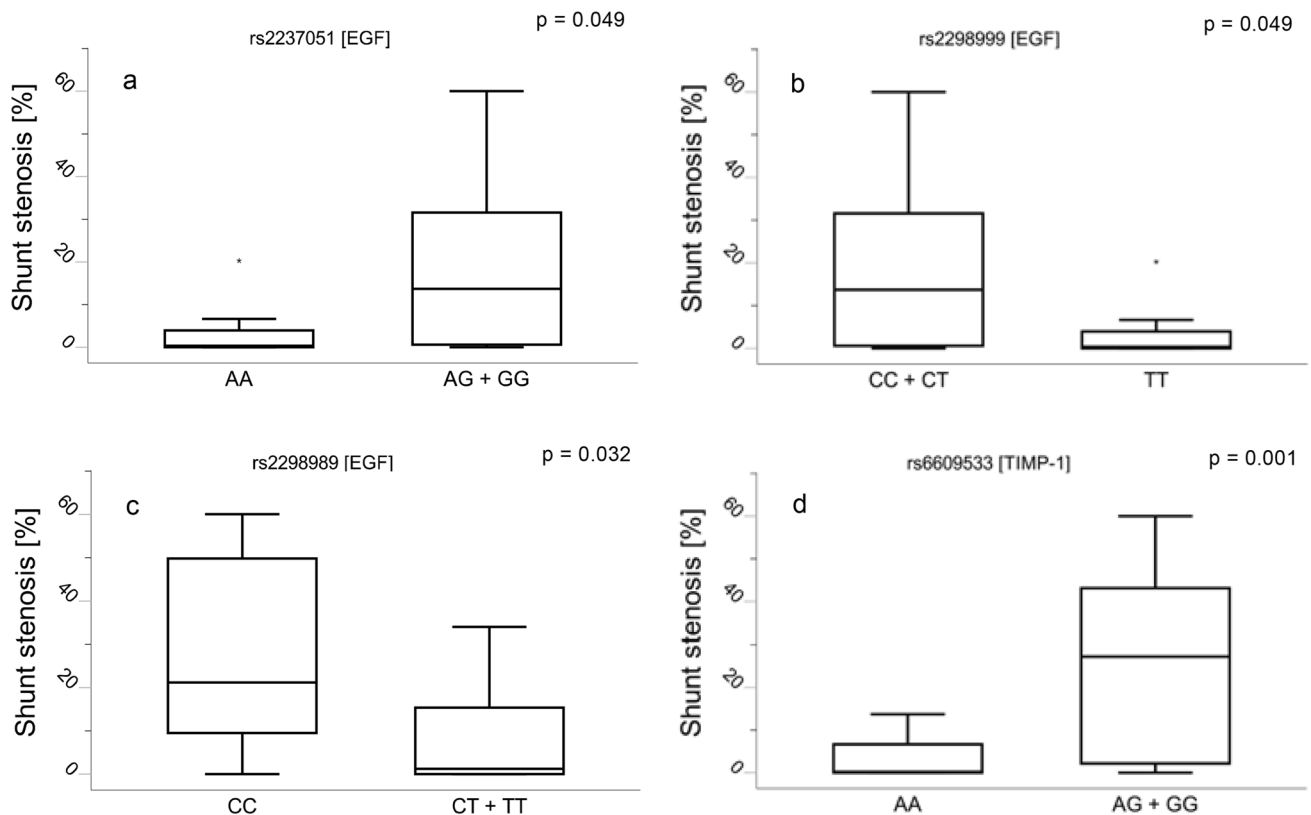 rs2237051 [EGF]
p = 0.049
a
Shunt stenosis [%]
60
40
20
0
*
AA
AG + GG
rs2298999 [EGF]
p = 0.049
b
Shunt stenosis [%]
60
40
20
0
*
CC + CT
TT
rs2298989 [EGF]
p = 0.032
c
Shunt stenosis [%]
60
40
20
0
CC
CT + TT
rs6609533 [TIMP-1]
p = 0.001
d
Shunt stenosis [%]
60
40
20
0
AA
AG + GG